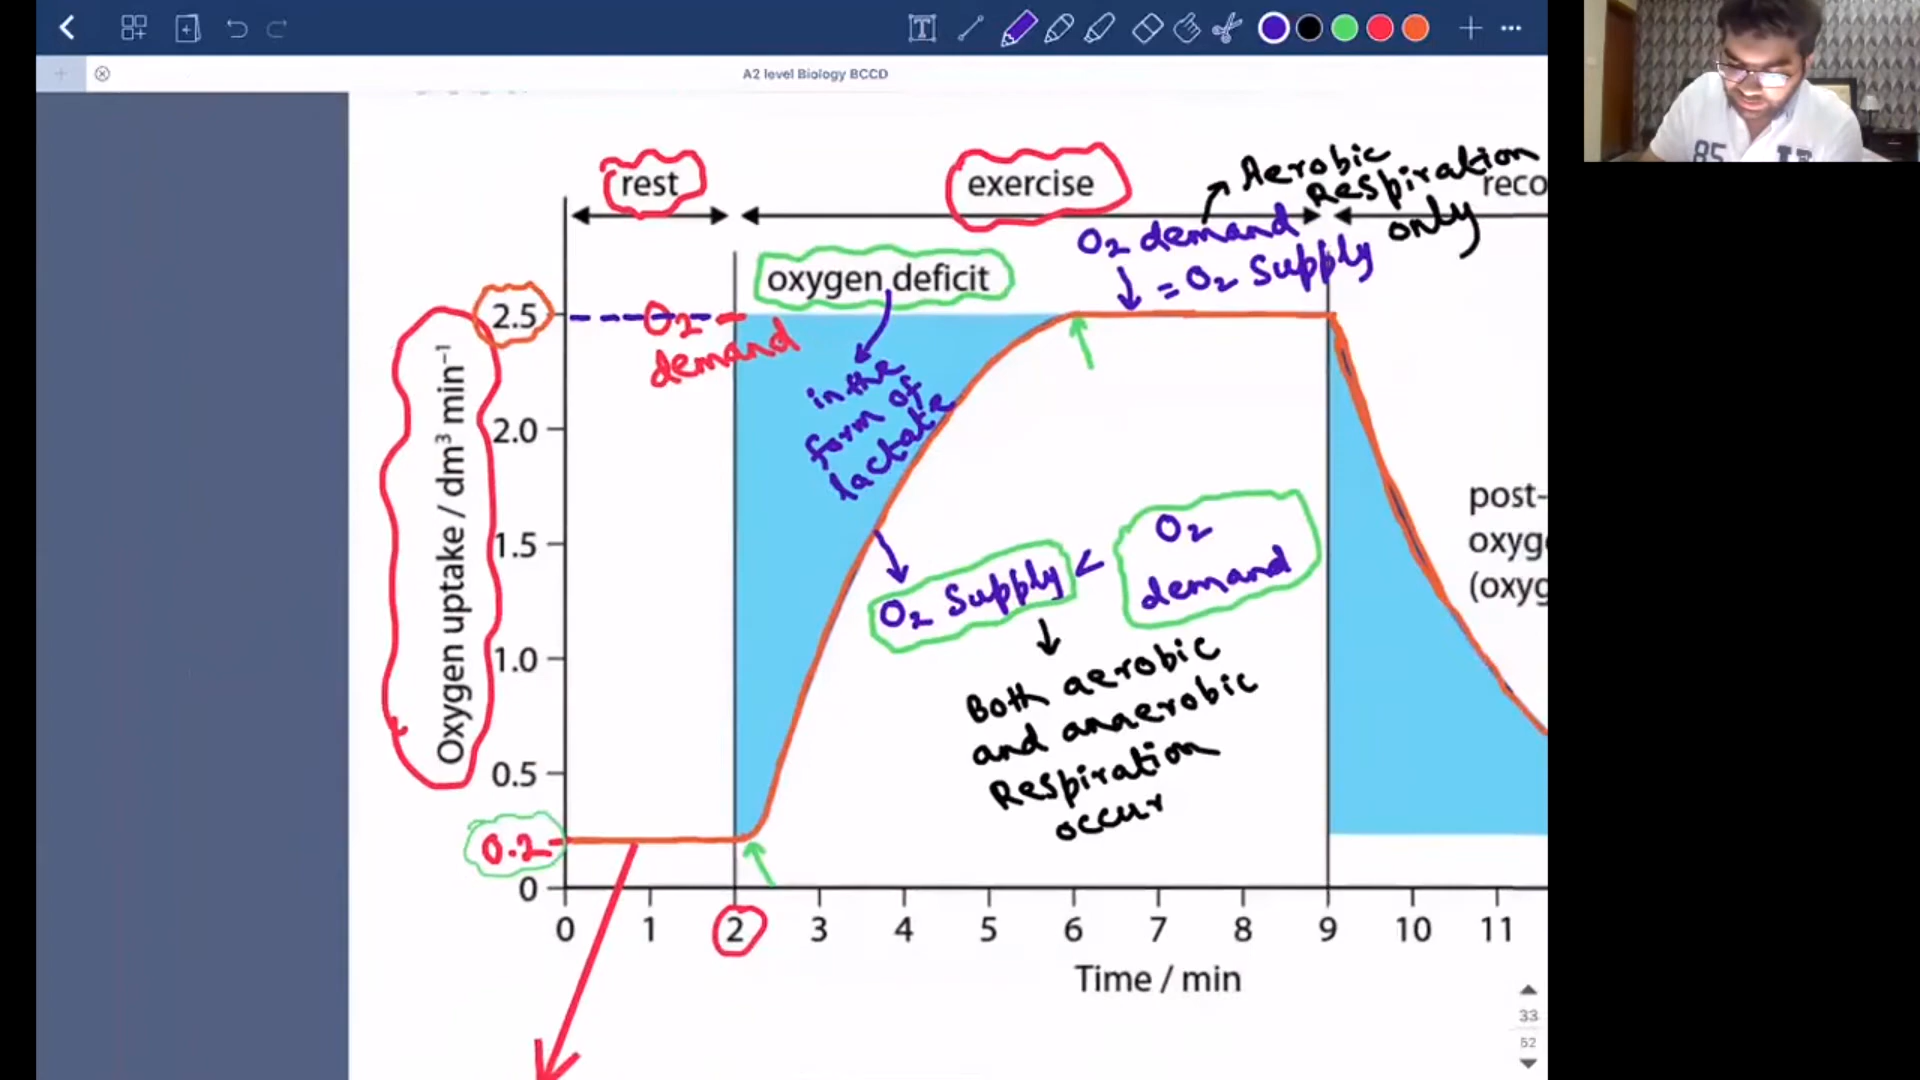 A2 level Biology BCCD
rest
exercise
Aerobic
Respiration
only
reco
O2 demand
= O2 Supply
oxygen deficit
2.5
O2
demand
in the
form of
lactate
Oxygen uptake / dm³ min⁻¹
2.0
1.5
1.0
0.5
0.2
0
post-
oxyg
(oxyg
O2 Supply < O2
demand
Both aerobic
and anaerobic
Respiration
occur
0 1 2 3 4 5 6 7 8 9 10 11
Time / min
33
52
85